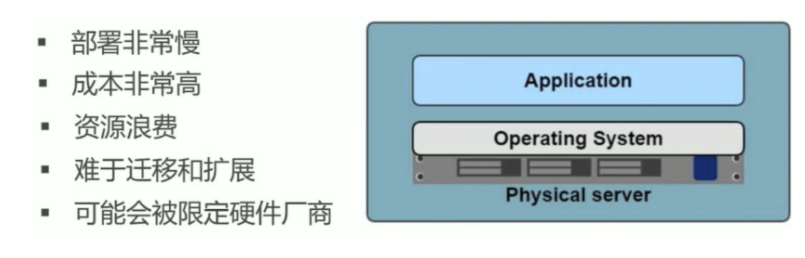 ▪ 部署非常慢
▪ 成本非常高
▪ 资源浪费
▪ 难于迁移和扩展
▪ 可能会被限定硬件厂商
Application
Operating System
Physical server